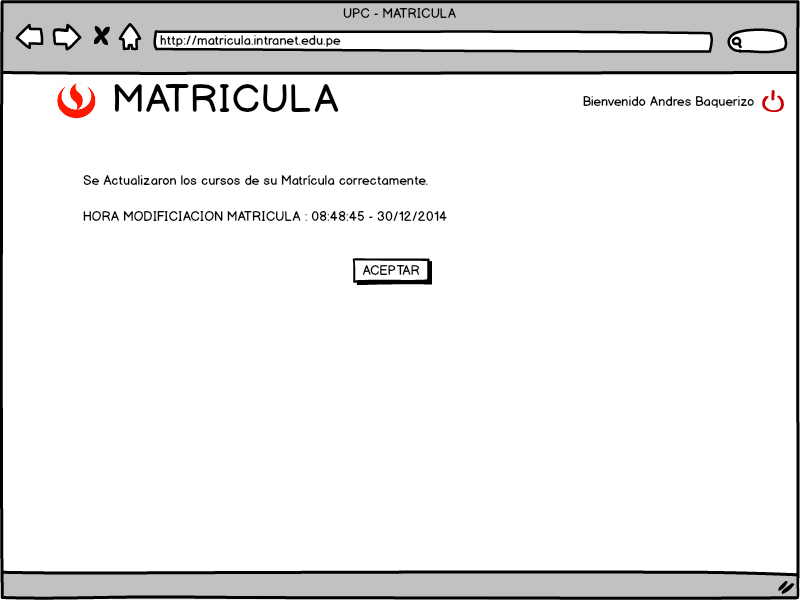 UPC - MATRICULA
http://matricula.intranet.edu.pe
MATRICULA
Bienvenido Andres Baquerizo
Se Actualizaron los cursos de su Matrícula correctamente.
HORA MODIFICIACION MATRICULA : 08:48:45 - 30/12/2014
ACEPTAR